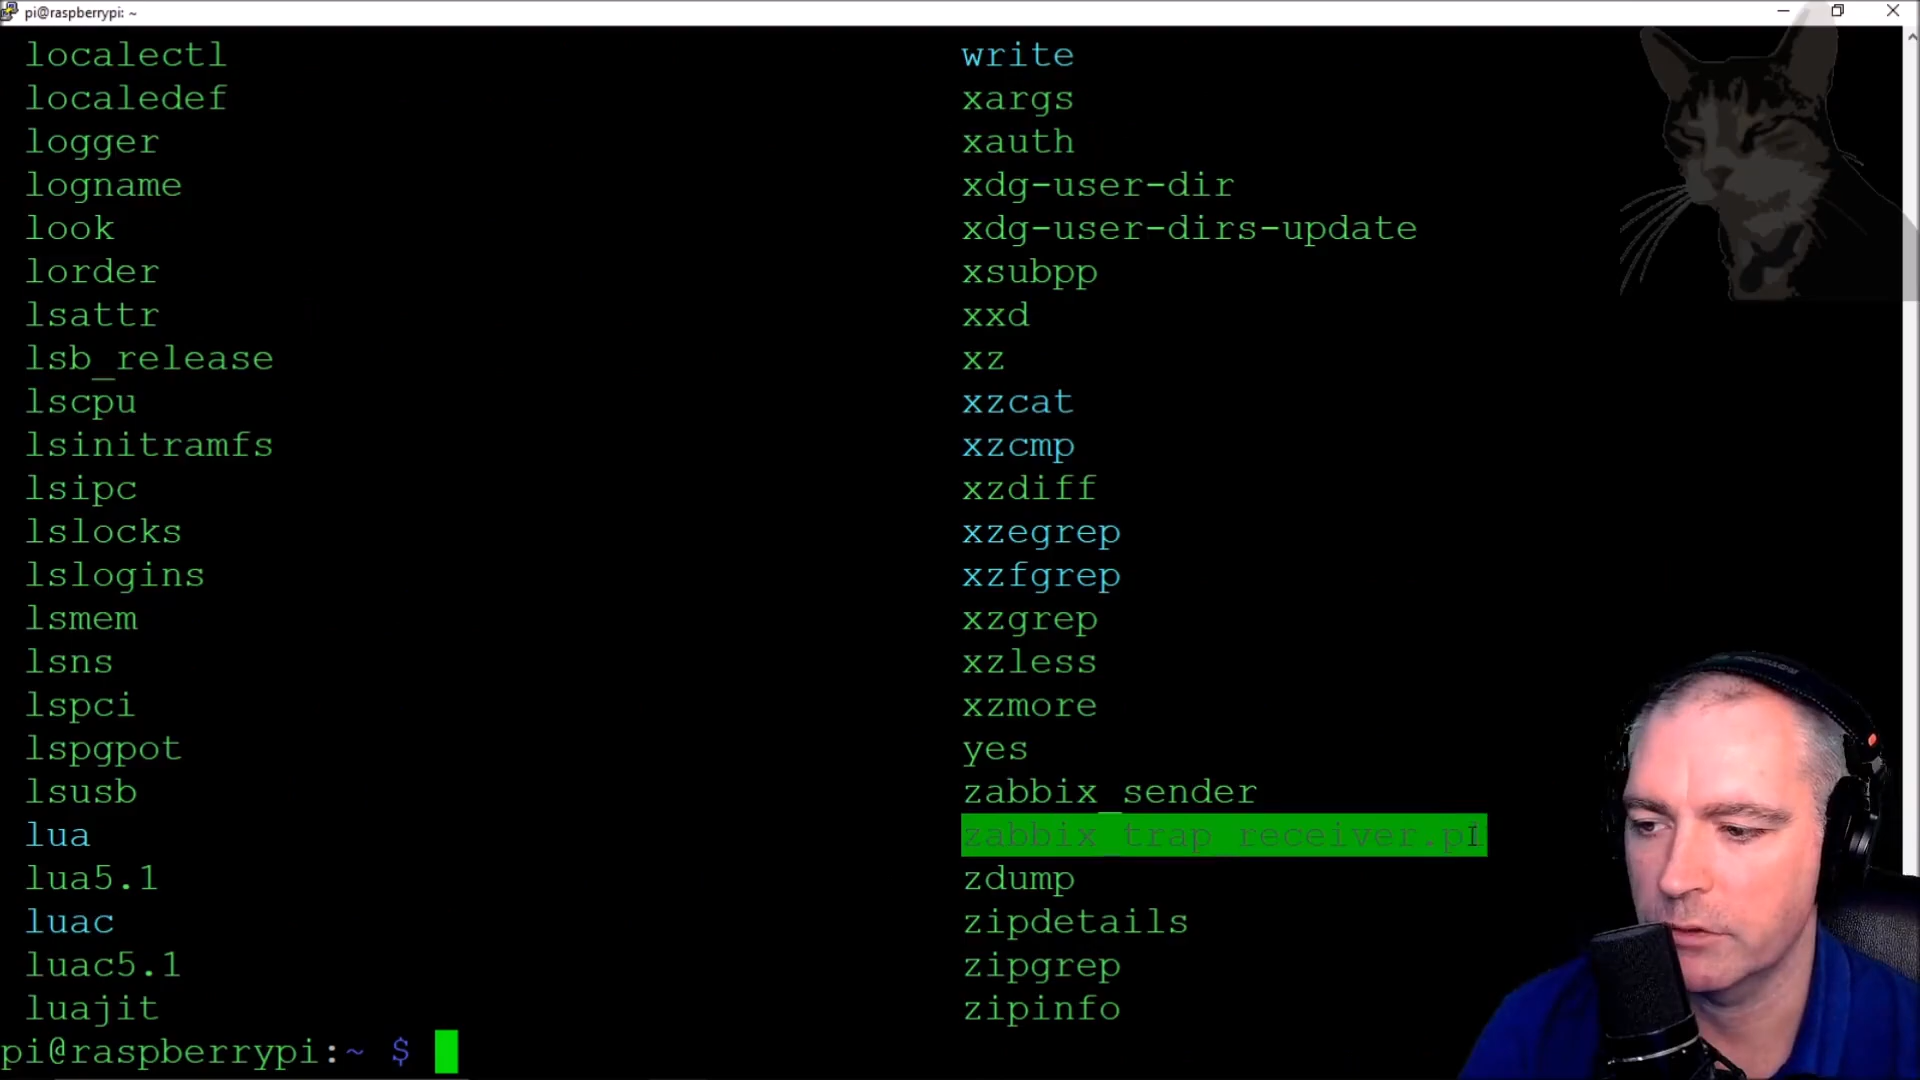 pi@raspberrypi: ~
localectl write
localedef xargs
logger xauth
logname xdg-user-dir
look xdg-user-dirs-update
lorder xsubpp
lsattr xxd
lsb_release xz
lscpu xzcat
lsinitramfs xzcmp
lsipc xzdiff
lslocks xzegrep
lslogins xzfgrep
lsmem xzgrep
lsns xzless
lspci xzmore
lspgpot yes
lsusb zabbix_sender
lua zabbix_trap_receiver.pl
lua5.1 zdump
luac zipdetails
luac5.1 zipgrep
luajit zipinfo
pi@raspberrypi:~ $